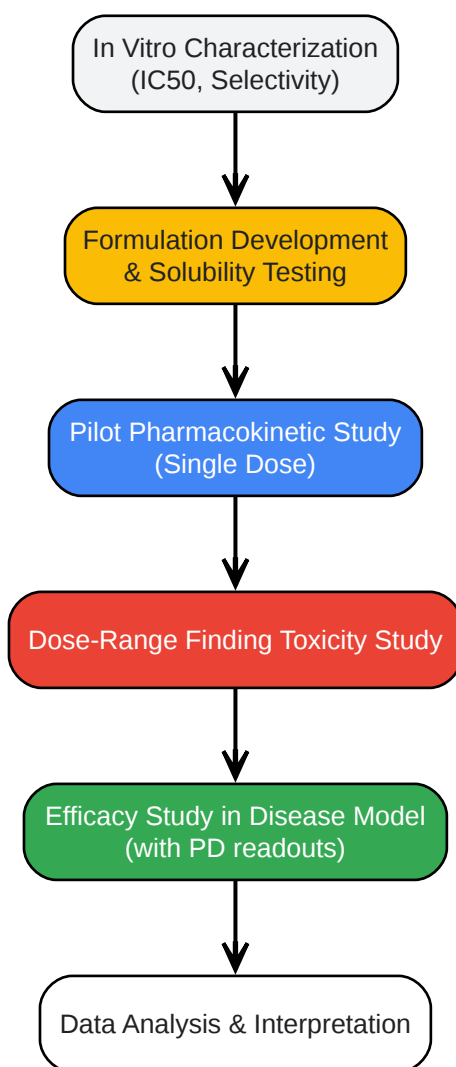 In Vitro Characterization
(IC50, Selectivity)
Formulation Development
& Solubility Testing
Pilot Pharmacokinetic Study
(Single Dose)
Dose-Range Finding Toxicity Study
Efficacy Study in Disease Model
(with PD readouts)
Data Analysis & Interpretation